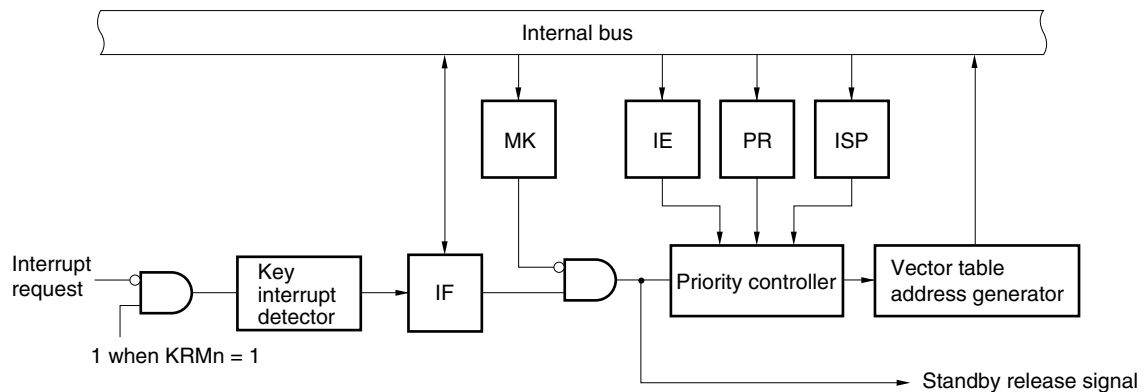 Internal bus
MK
IE
PR
ISP
Interrupt
request
Key
interrupt
detector
IF
Priority controller
Vector table
address generator
1 when KRMn = 1
Standby release signal